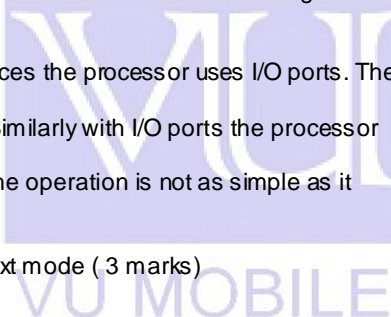 ces the processor uses I/O ports. The
Similarly with I/O ports the processor
ne operation is not as simple as it
xt mode ( 3 marks)
VU MOBILE